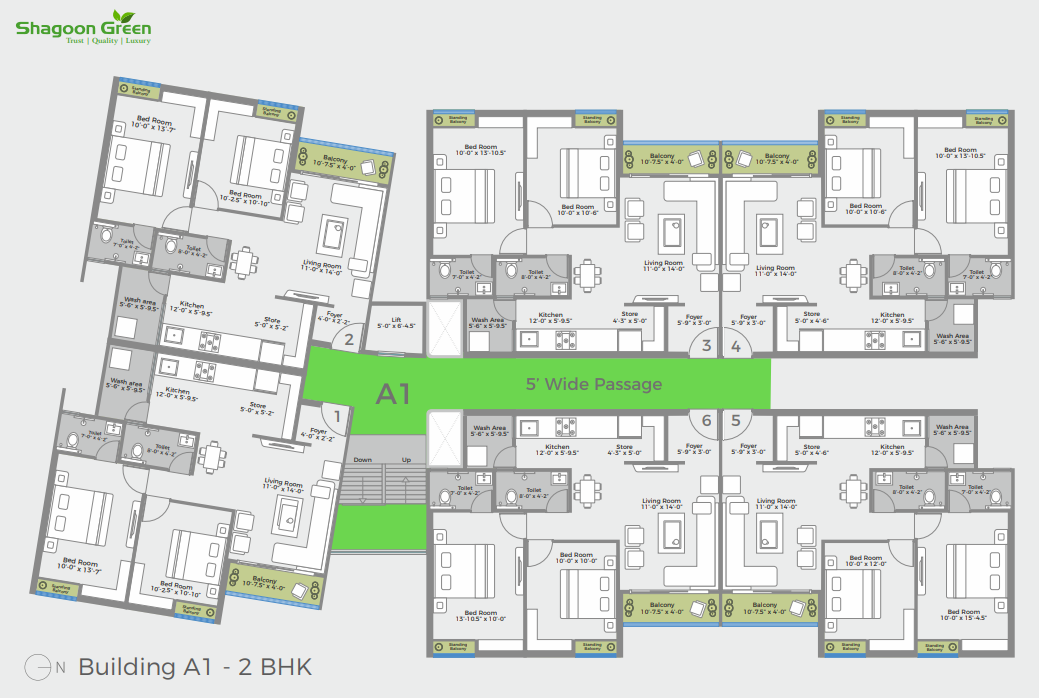 Shagoon Green
Trust | Quality | Luxury
Standing Balcony
Standing Balcony
Bed Room
10'-0" x 13'-7"
Bed Room
10'-2.5" x 10'-10"
Balcony
10'-7.5" x 4'-0"
Toilet
7'-0" x 4'-2"
Toilet
8'-0" x 4'-2"
Living Room
11'-0" x 14'-0"
Wash area
5'-6" x 5'-9.5"
Kitchen
12'-0" x 5'-9.5"
Store
5'-0" x 5'-2"
Foyer
4'-0" x 2'-2"
2
Lift
5'-0" x 6'-4.5"
Wash area
5'-6" x 5'-9.5"
Kitchen
12'-0" x 5'-9.5"
Store
5'-0" x 5'-2"
Foyer
4'-0" x 2'-2"
1
Toilet
7'-0" x 4'-2"
Toilet
8'-0" x 4'-2"
Living Room
11'-0" x 14'-0"
Bed Room
10'-0" x 13'-7"
Bed Room
10'-2.5" x 10'-10"
Balcony
10'-7.5" x 4'-0"
Standing Balcony
Standing Balcony
A1
5' Wide Passage
Down
Up
Standing Balcony
Standing Balcony
Bed Room
10'-0" x 13'-10.5"
Bed Room
10'-0" x 10'-6"
Balcony
10'-7.5" x 4'-0"
Living Room
11'-0" x 14'-0"
Toilet
7'-0" x 4'-2"
Toilet
8'-0" x 4'-2"
Wash Area
5'-6" x 5'-9.5"
Kitchen
12'-0" x 5'-9.5"
Store
4'-3" x 5'-0"
Foyer
5'-9" x 3'-0"
3
Standing Balcony
Standing Balcony
Balcony
10'-7.5" x 4'-0"
Bed Room
10'-0" x 10'-6"
Bed Room
10'-0" x 13'-10.5"
Living Room
11'-0" x 14'-0"
Toilet
8'-0" x 4'-2"
Toilet
7'-0" x 4'-2"
Foyer
5'-9" x 3'-0"
Store
5'-0" x 4'-6"
Kitchen
12'-0" x 5'-9.5"
Wash Area
5'-6" x 5'-9.5"
4
6
Wash Area
5'-6" x 5'-9.5"
Kitchen
12'-0" x 5'-9.5"
Store
4'-3" x 5'-0"
Foyer
5'-9" x 3'-0"
Toilet
7'-0" x 4'-2"
Toilet
8'-0" x 4'-2"
Living Room
11'-0" x 14'-0"
Bed Room
10'-0" x 10'-0"
Bed Room
13'-10.5" x 10'-0"
Balcony
10'-7.5" x 4'-0"
Standing Balcony
Standing Balcony
5
Foyer
5'-9" x 3'-0"
Store
5'-0" x 4'-6"
Kitchen
12'-0" x 5'-9.5"
Wash Area
5'-6" x 5'-9.5"
Toilet
8'-0" x 4'-2"
Toilet
7'-0" x 4'-2"
Living Room
11'-0" x 14'-0"
Bed Room
10'-0" x 12'-0"
Bed Room
10'-0" x 15'-4.5"
Balcony
10'-7.5" x 4'-0"
Standing Balcony
Standing Balcony
N
Building A1 - 2 BHK